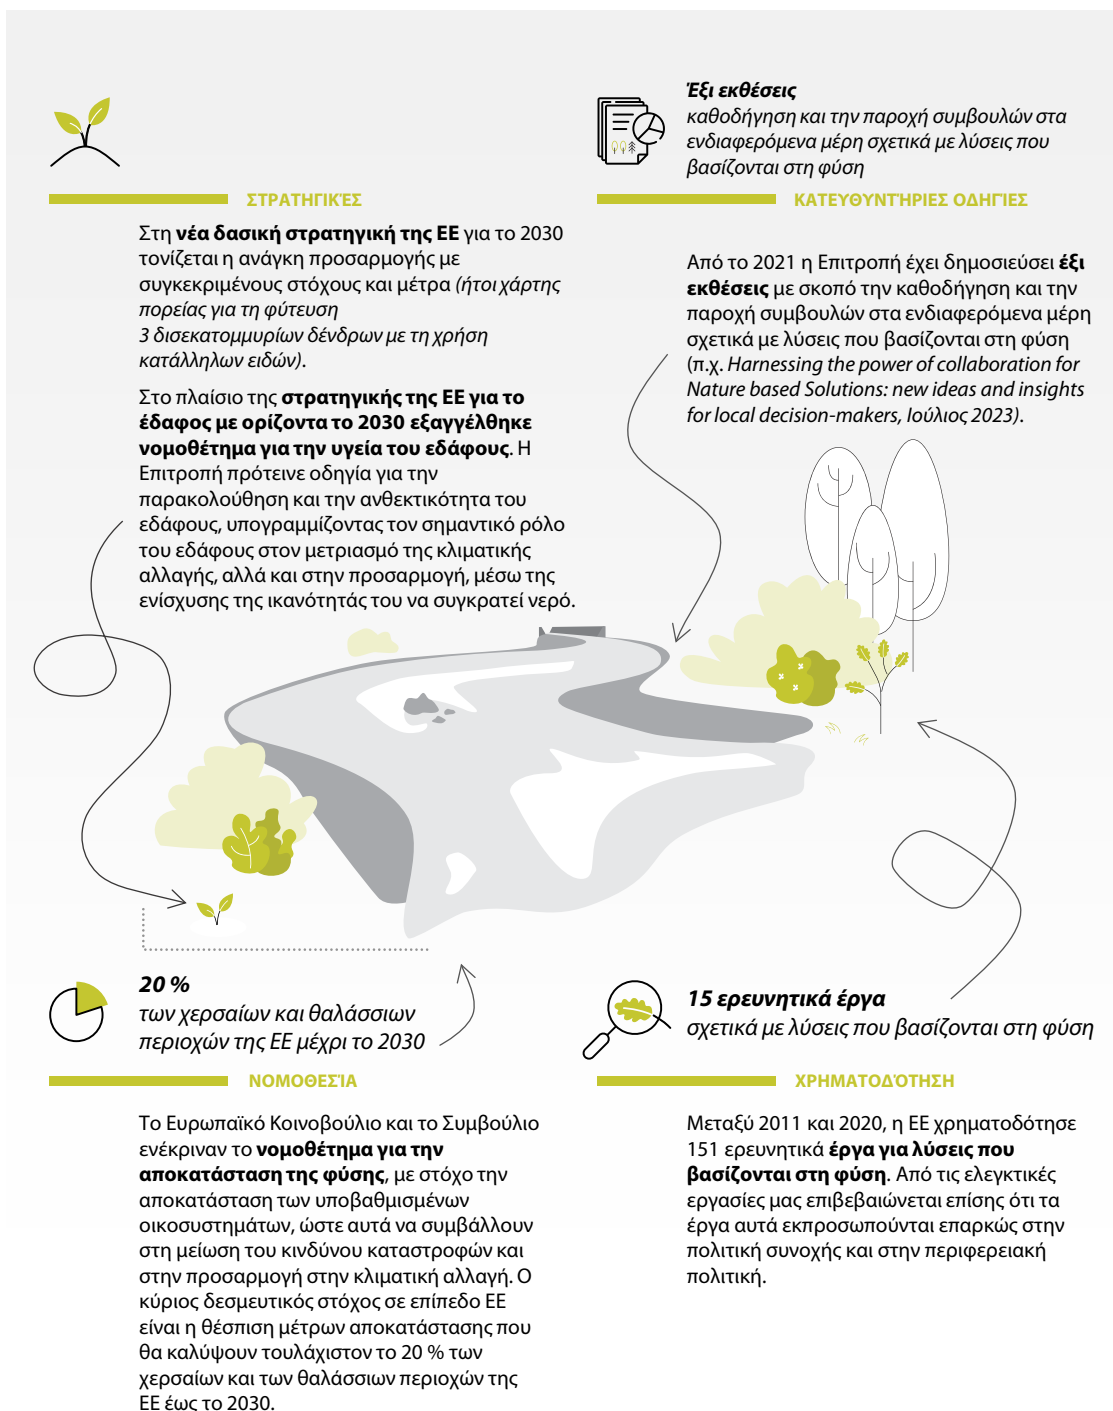 ΣΤΡΑΤΗΓΙΚΈΣ
Στη νέα δασική στρατηγική της ΕΕ για το 2030
τονίζεται η ανάγκη προσαρμογής με
συγκεκριμένους στόχους και μέτρα (ήτοι χάρτης
πορείας για τη φύτευση
3 δισεκατομμυρίων δένδρων με τη χρήση
κατάλληλων ειδών).
Στο πλαίσιο της στρατηγικής της ΕΕ για το
έδαφος με ορίζοντα το 2030 εξαγγέλθηκε
νομοθέτημα για την υγεία του εδάφους. Η
Επιτροπή πρότεινε οδηγία για την
παρακολούθηση και την ανθεκτικότητα του
εδάφους, υπογραμμίζοντας τον σημαντικό ρόλο
του εδάφους στον μετριασμό της κλιματικής
αλλαγής, αλλά και στην προσαρμογή, μέσω της
ενίσχυσης της ικανότητάς του να συγκρατεί νερό.
Έξι εκθέσεις
καθοδήγηση και την παροχή συμβουλών στα
ενδιαφερόμενα μέρη σχετικά με λύσεις που
βασίζονται στη φύση
ΚΑΤΕΥΘΥΝΤΉΡΙΕΣ ΟΔΗΓΊΕΣ
Από το 2021 η Επιτροπή έχει δημοσιεύσει έξι
εκθέσεις με σκοπό την καθοδήγηση και την
παροχή συμβουλών στα ενδιαφερόμενα μέρη
σχετικά με λύσεις που βασίζονται στη φύση
(π.χ. Harnessing the power of collaboration for
Nature based Solutions: new ideas and insights
for local decision-makers, Ιούλιος 2023).
20 %
των χερσαίων και θαλάσσιων
περιοχών της ΕΕ μέχρι το 2030
ΝΟΜΟΘΕΣΊΑ
Το Ευρωπαϊκό Κοινοβούλιο και το Συμβούλιο
ενέκριναν το νομοθέτημα για την
αποκατάσταση της φύσης, με στόχο την
αποκατάσταση των υποβαθμισμένων
οικοσυστημάτων, ώστε αυτά να συμβάλλουν
στη μείωση του κινδύνου καταστροφών και
στην προσαρμογή στην κλιματική αλλαγή. Ο
κύριος δεσμευτικός στόχος σε επίπεδο ΕΕ
είναι η θέσπιση μέτρων αποκατάστασης που
θα καλύψουν τουλάχιστον το 20 % των
χερσαίων και των θαλάσσιων περιοχών της
ΕΕ έως το 2030.
15 ερευνητικά έργα
σχετικά με λύσεις που βασίζονται στη φύση
ΧΡΗΜΑΤΟΔΌΤΗΣΗ
Μεταξύ 2011 και 2020, η ΕΕ χρηματοδότησε
151 ερευνητικά έργα για λύσεις που
βασίζονται στη φύση. Από τις ελεγκτικές
εργασίες μας επιβεβαιώνεται επίσης ότι τα
έργα αυτά εκπροσωπούνται επαρκώς στην
πολιτική συνοχής και στην περιφερειακή
πολιτική.